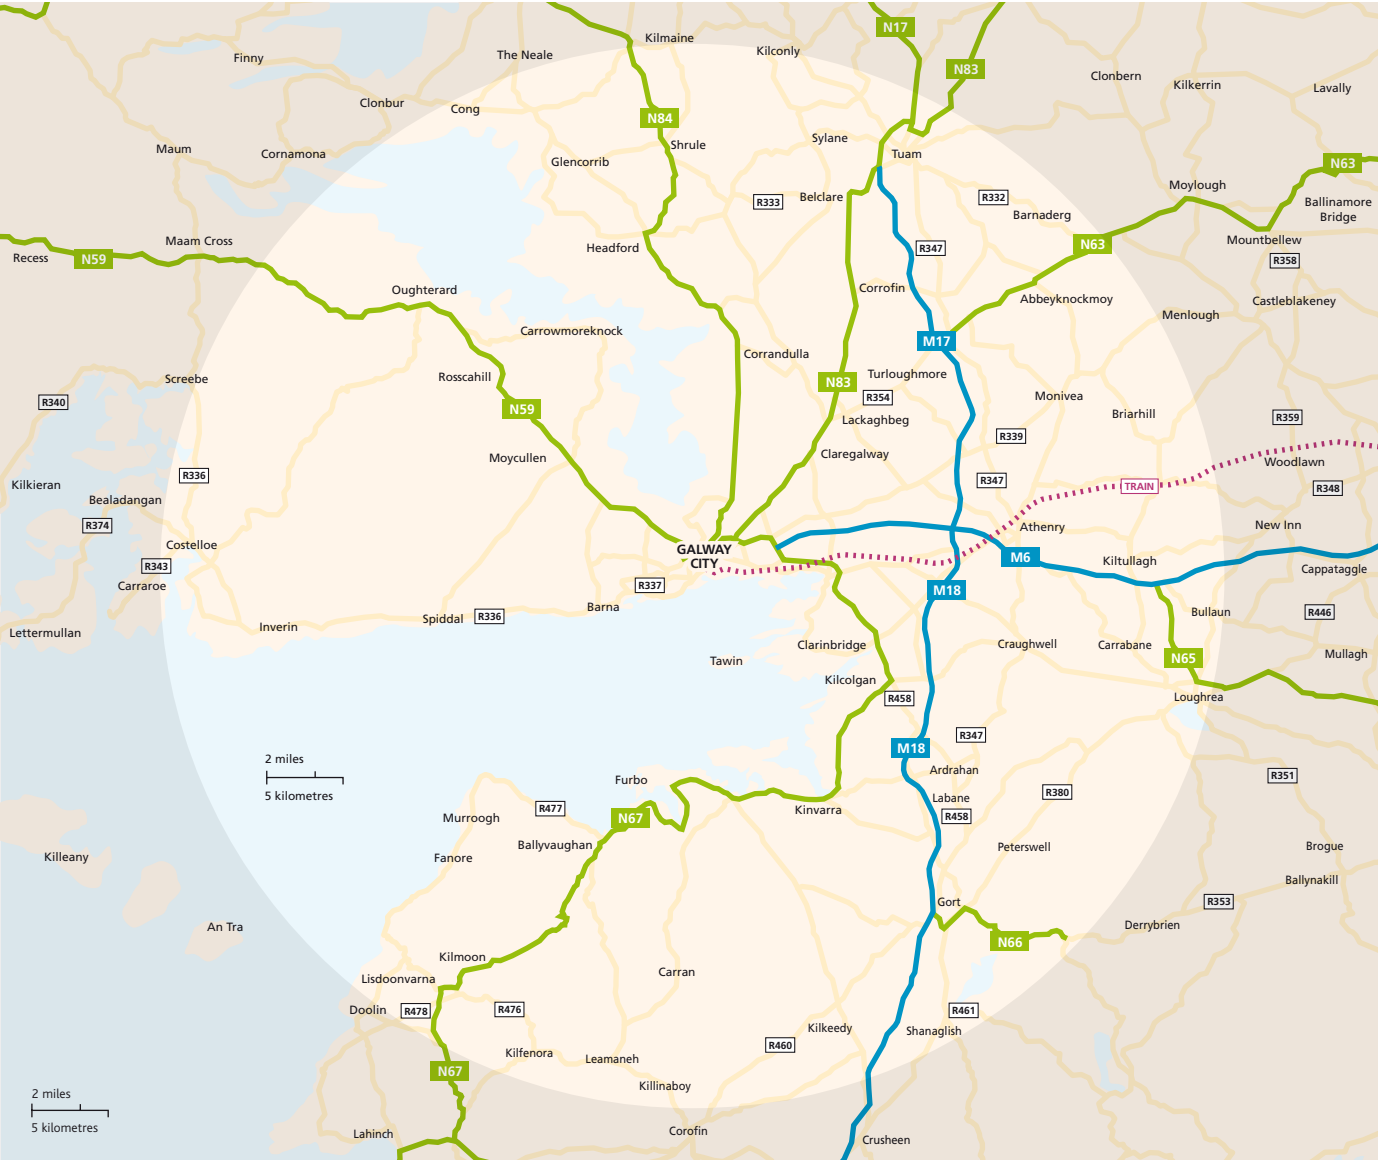 N17
Kilmaine
Kilconly
The Neale
Finny
N83
Clonbern
Kilkerrin
Lavally
Clonbur
Cong
N84
Sylane
Shrule
Maum
Cornamona
Glencorrib
Tuam
N63
Moylough
Belclare
R333
R332
Ballinamore
Bridge
Barnaderg
Maam Cross
Headford
R347
N63
Mountbellew
Recess
N59
R358
Oughterard
Corrofin
Abbeyknockmoy
Castleblakeney
Menlough
Carrowmoreknock
M17
Corrandulla
Screebe
Rosscahill
Turloughmore
N83
R354
Monivea
R340
N59
Lackaghbeg
Briarhill
R359
R339
Moycullen
Claregalway
Woodlawn
R336
R347
TRAIN
R348
Kilkieran
Bealadangan
R374
Athenry
New Inn
Costelloe
GALWAY
CITY
M6
Kiltullagh
R343
Cappataggle
Carraroe
R337
M18
Barna
Bullaun
R446
Spiddal
R336
Inverin
Lettermullan
Clarinbridge
Craughwell
Carrabane
Tawin
N65
Mullagh
Kilcolgan
R458
Loughrea
R347
M18
2 miles
Furbo
Ardrahan
R351
5 kilometres
R477
Labane
R380
Murroogh
N67
Kinvarra
R458
Ballyvaughan
Peterswell
Brogue
Killeany
Fanore
Ballynakill
Gort
R353
An Tra
Derrybrien
N66
Kilmoon
Carran
Lisdoonvarna
Doolin
R478
R476
R461
Kilkeedy
Shanaglish
R460
Kilfenora
Leamaneh
N67
Killinaboy
2 miles
5 kilometres
Lahinch
Corofin
Crusheen